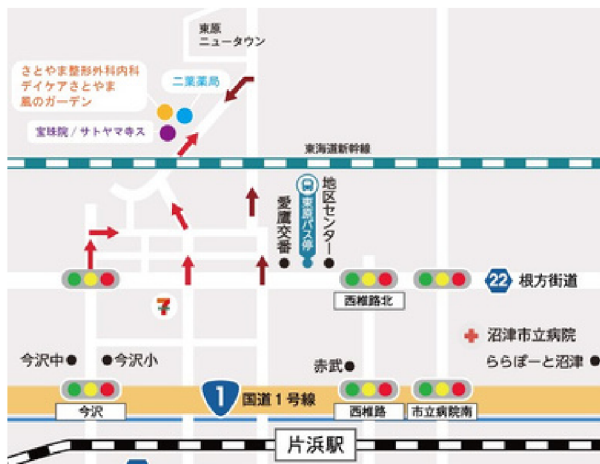 東原
ニュータウン
さとやま整形外科内科
デイケアさとやま
風のガーデン
二葉薬局
宝珠院/サトヤマ寺ス
東海道新幹線
愛鷹交番
東原バス停
地区センター
西椎路北
22
根方街道
7
沼津市立病院
ららぽーと沼津
今沢中
今沢小
赤武
今沢
1
国道1号線
西椎路
市立病院南
片浜駅